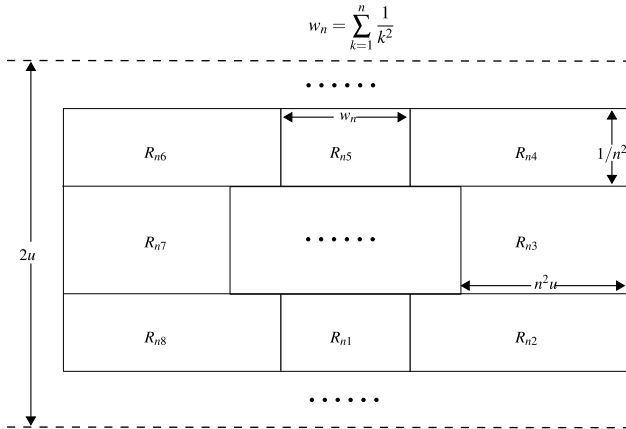 w_n = \sum_{k=1}^{n} \frac{1}{k^2}
......
w_n
R_{n6} R_{n5} R_{n4} 1/n^2
2u R_{n7} ...... R_{n3}
n^2u
R_{n8} R_{n1} R_{n2}
......